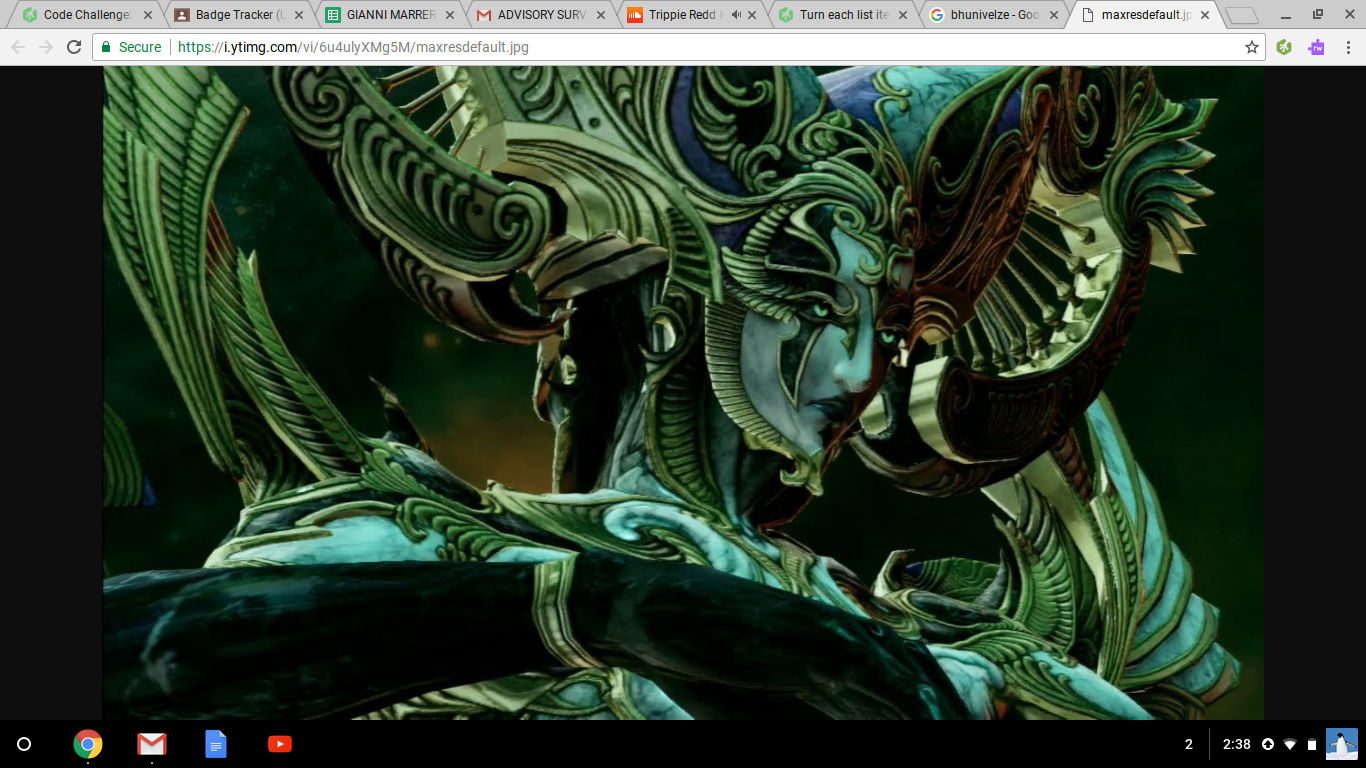 Code Challenge:
Badge Tracker (U
GIANNI MARRER
ADVISORY SURV
Trippie Redd &
Turn each list ite
bhunivelze - Goo
maxresdefault.jp
Secure
https://i.ytimg.com/vi/6u4ulyXMg5M/maxresdefault.jpg
rw
2
2:38